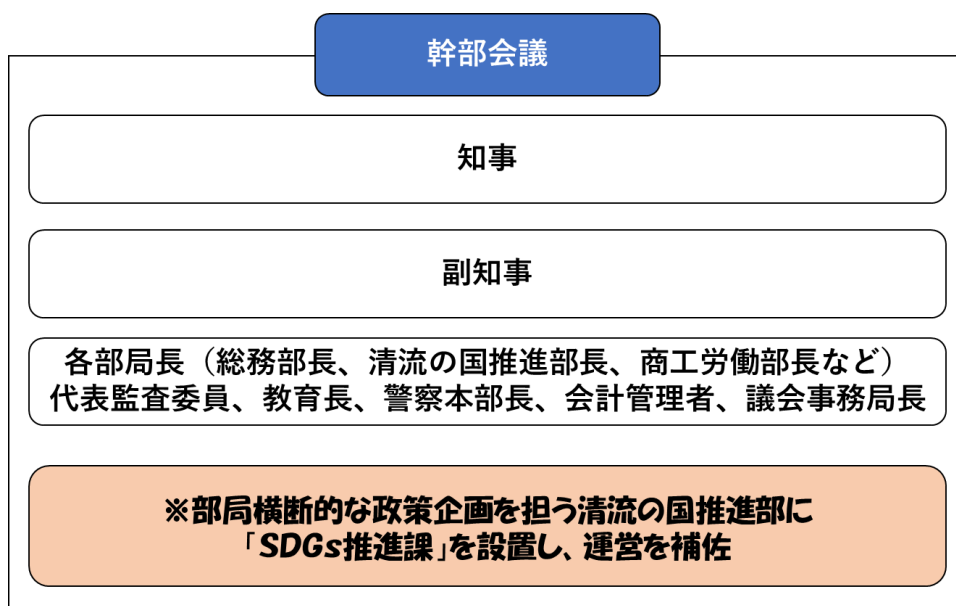 幹部会議
知事
副知事
各部局長（総務部長、清流の国推進部長、商工労働部長など）
代表監査委員、教育長、警察本部長、会計管理者、議会事務局長
※部局横断的な政策企画を担う清流の国推進部に
「SDGs推進課」を設置し、運営を補佐